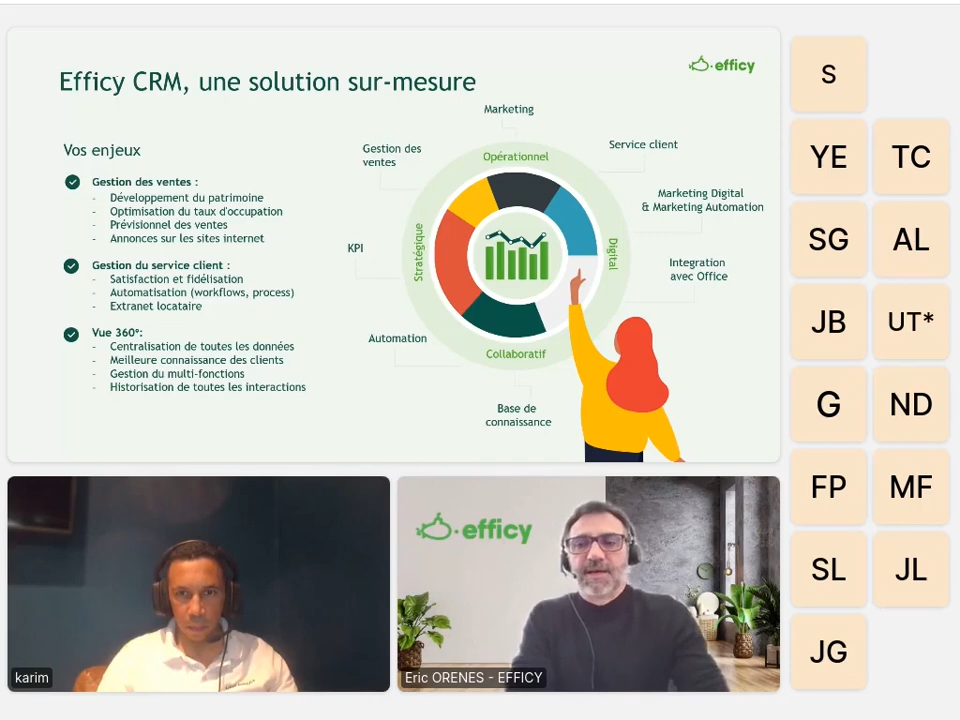 Efficy CRM, une solution sur-mesure
efficy
Vos enjeux
Gestion des ventes :
- Développement du patrimoine
- Optimisation du taux d'occupation
- Prévisionnel des ventes
- Annonces sur les sites internet
Gestion du service client :
- Satisfaction et fidélisation
- Automatisation (workflows, process)
- Extranet locataire
Vue 360°:
- Centralisation de toutes les données
- Meilleure connaissance des clients
- Gestion du multi-fonctions
- Historisation de toutes les interactions
Marketing
Gestion des
ventes
Opérationnel
Service client
Marketing Digital
& Marketing Automation
Stratégique
KPI
Digital
Integration
avec Office
Automation
Collaboratif
Base de
connaissance
S
YE
TC
SG
AL
JB
UT*
G
ND
FP
MF
SL
JL
JG
karim
efficy
Eric ORENES - EFFICY